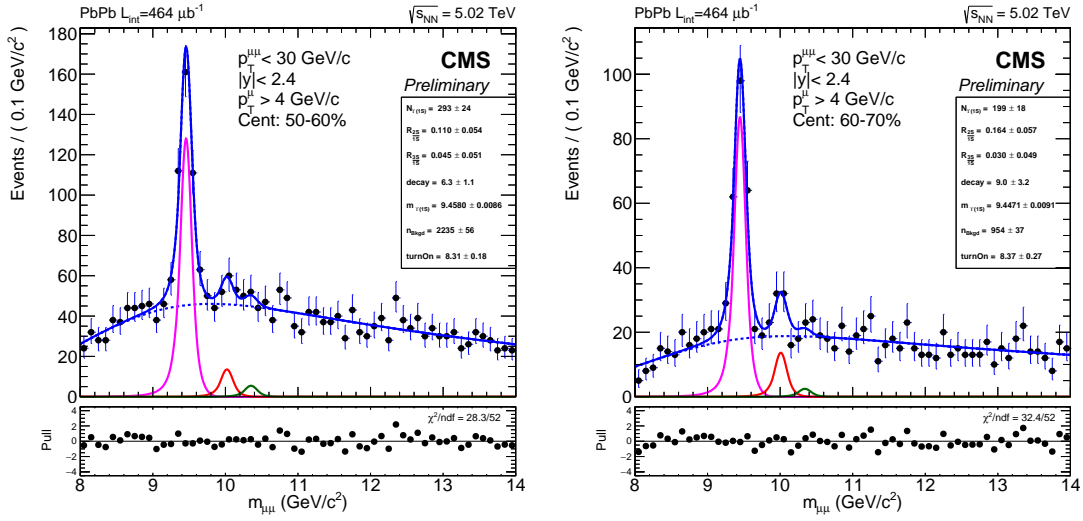 PbPb L_int=464 μb⁻¹
√s_NN = 5.02 TeV
Events / ( 0.1 GeV/c² )
180
160
140
120
100
80
60
40
20
0
p_T^μμ < 30 GeV/c
|y|< 2.4
p_T^μ > 4 GeV/c
Cent: 50-60%
CMS
Preliminary
N_ϒ(1S) = 293 ± 24
R_2S/1S = 0.110 ± 0.054
R_3S/1S = 0.045 ± 0.051
decay = 6.3 ± 1.1
m_ϒ(1S) = 9.4580 ± 0.0086
n_Bkgd = 2235 ± 56
turnOn = 8.31 ± 0.18
Pull
4
2
0
−2
−4
χ²/ndf = 28.3/52
8 9 10 11 12 13 14
m_μμ (GeV/c²)
PbPb L_int=464 μb⁻¹
√s_NN = 5.02 TeV
Events / ( 0.1 GeV/c² )
100
80
60
40
20
0
p_T^μμ < 30 GeV/c
|y|< 2.4
p_T^μ > 4 GeV/c
Cent: 60-70%
CMS
Preliminary
N_ϒ(1S) = 199 ± 18
R_2S/1S = 0.164 ± 0.057
R_3S/1S = 0.030 ± 0.049
decay = 9.0 ± 3.2
m_ϒ(1S) = 9.4471 ± 0.0091
n_Bkgd = 954 ± 37
turnOn = 8.37 ± 0.27
Pull
4
2
0
−2
−4
χ²/ndf = 32.4/52
8 9 10 11 12 13 14
m_μμ (GeV/c²)